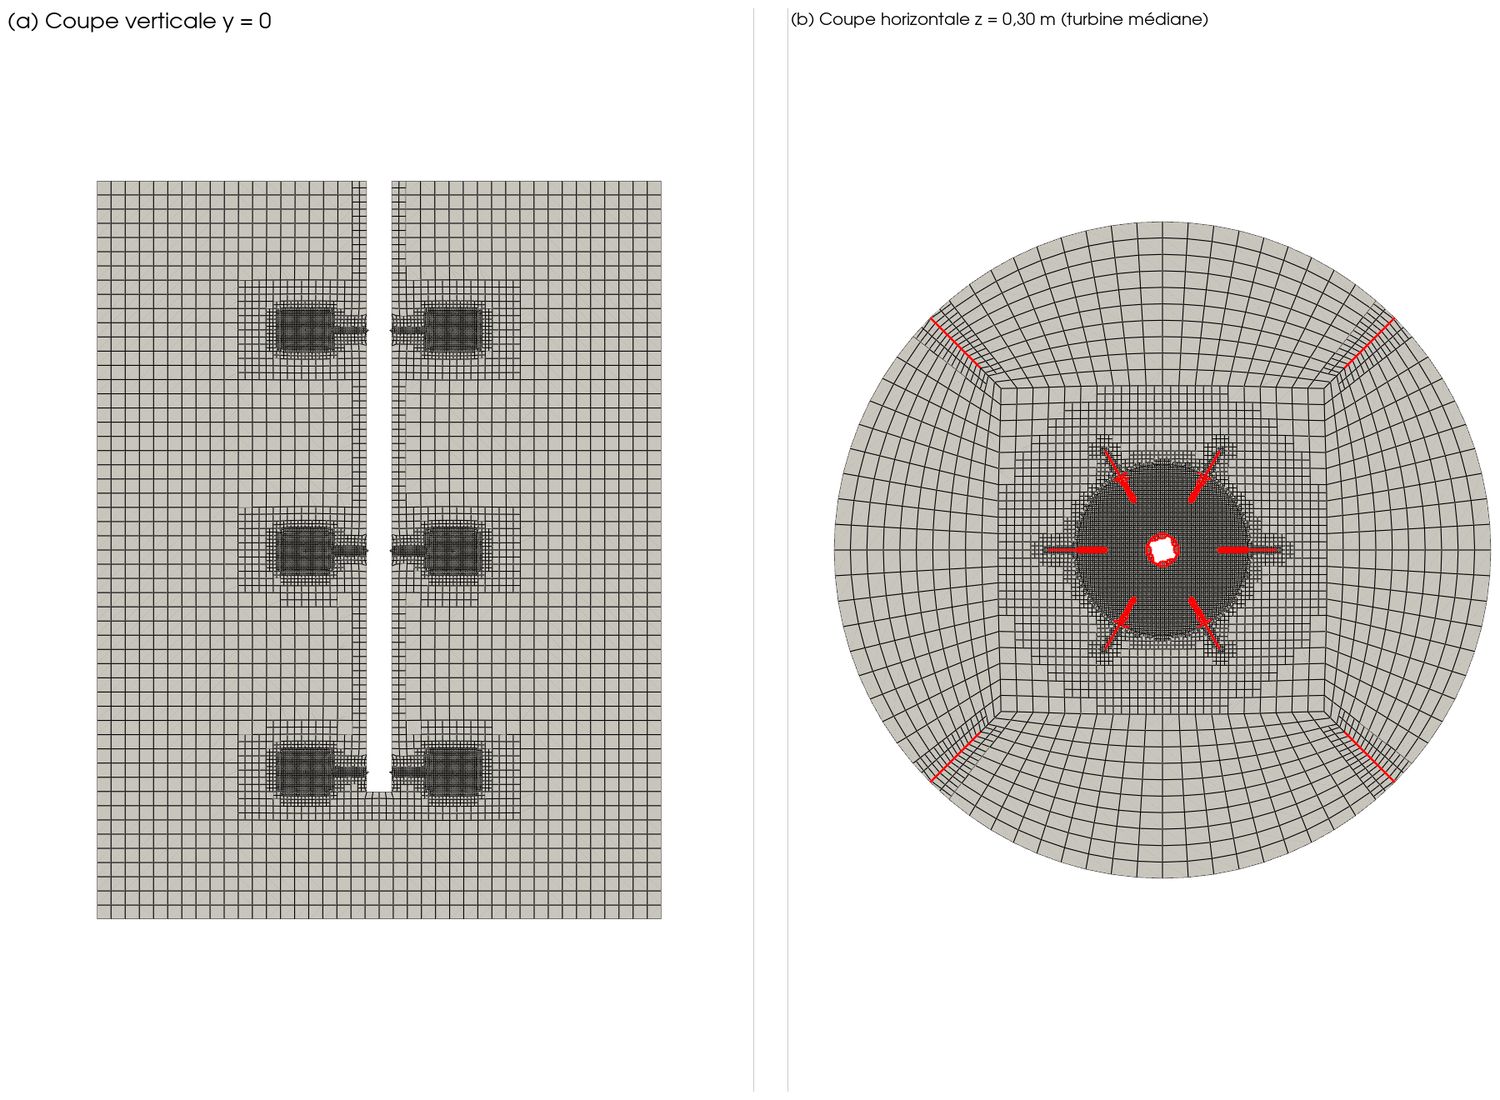 (a) Coupe verticale y = 0
(b) Coupe horizontale z = 0,30 m (turbine médiane)